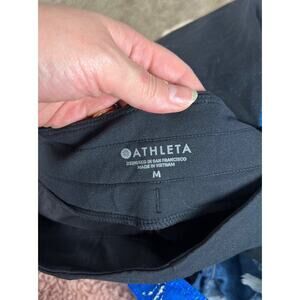 ATHLETA
DESIGNED IN SAN FRANCISCO
MADE IN VIETNAM
M